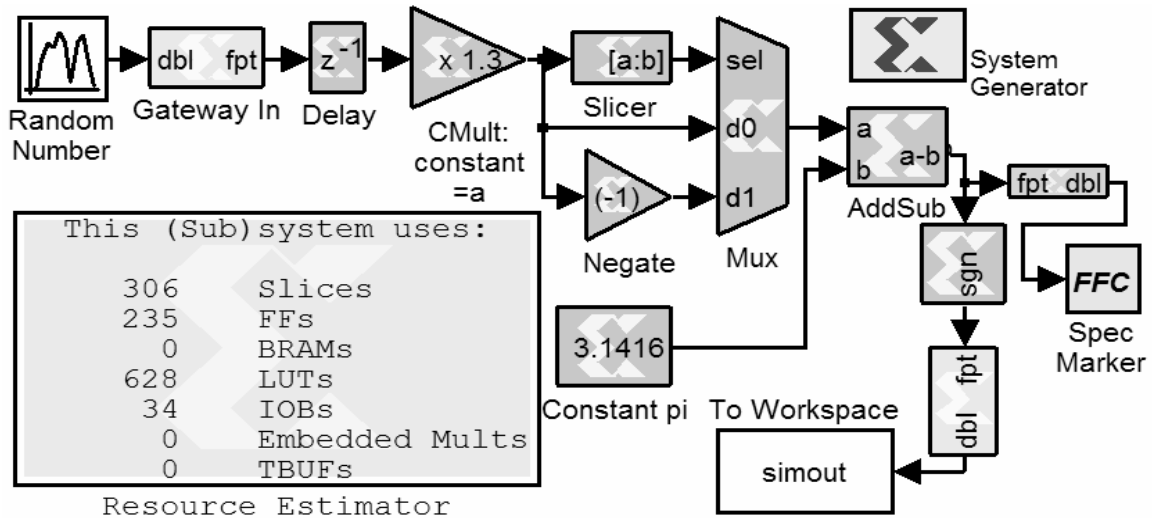 Random
Number
dbl fpt
Gateway In
z-1
Delay
x 1.3
CMult:
constant
=a
[a:b]
Slicer
(-1)
Negate
sel
d0
d1
Mux
System
Generator
a
b
a-b
AddSub
fpt dbl
sgn
FFC
Spec
Marker
3.1416
Constant pi
fpt
dbl
To Workspace
simout
This (Sub)system uses:
306 Slices
235 FFs
0 BRAMs
628 LUTs
34 IOBs
0 Embedded Mults
0 TBUFs
Resource Estimator